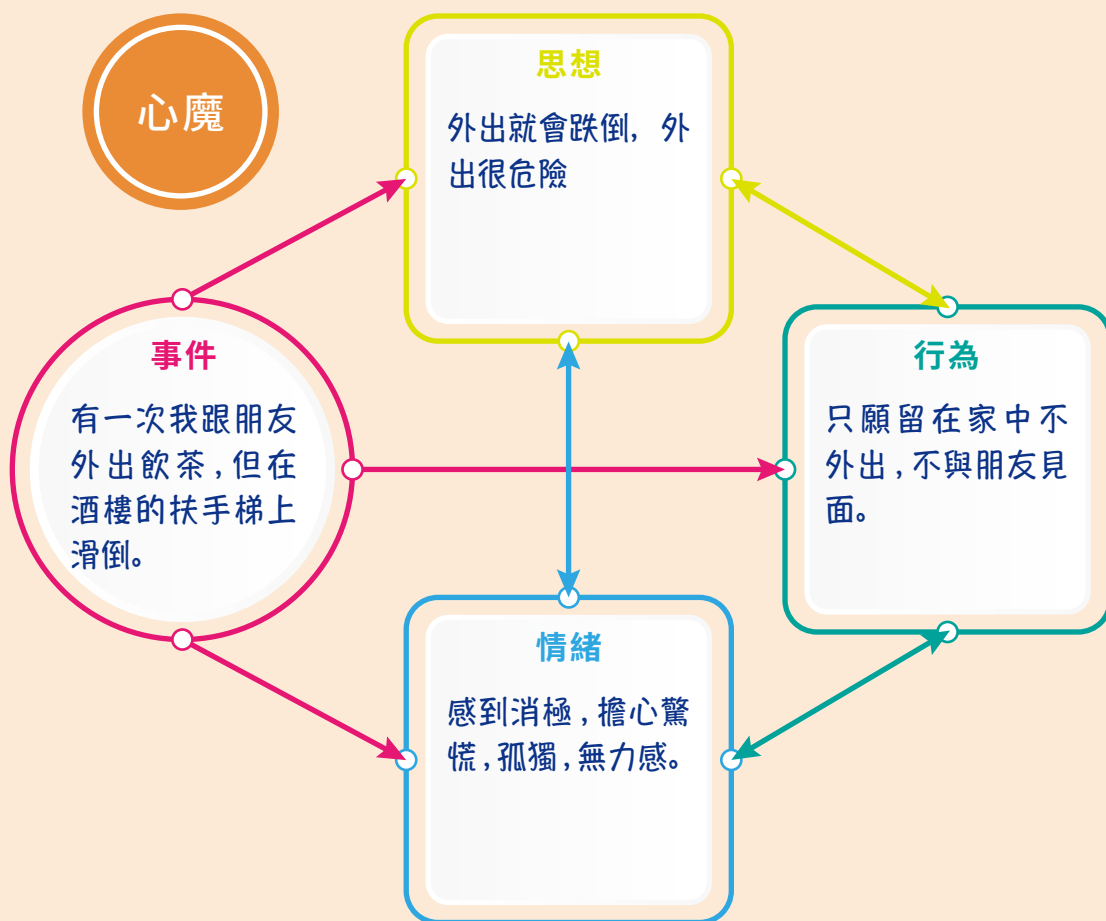 心魔
思想
外出就會跌倒，外
出很危險
事件
有一次我跟朋友
外出飲茶，但在
酒樓的扶手梯上
滑倒。
行為
只願留在家中不
外出，不與朋友見
面。
情緒
感到消極，擔心驚
慌，孤獨，無力感。